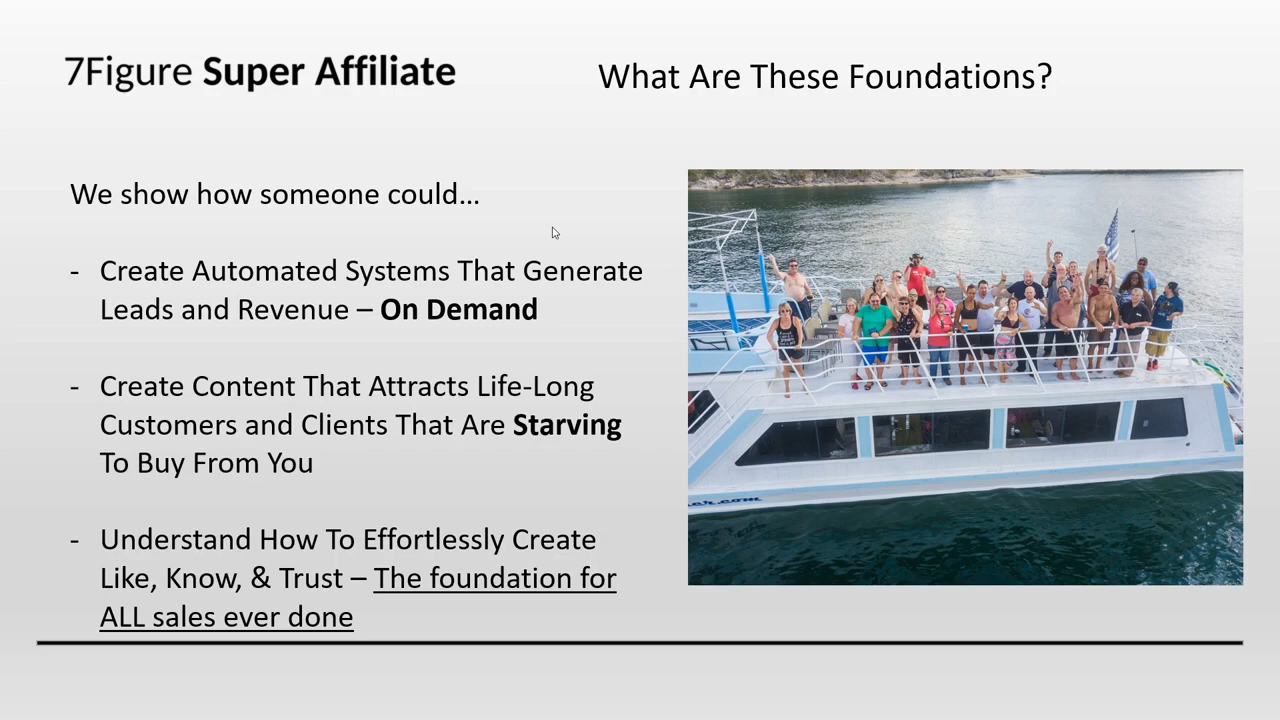 7Figure Super Affiliate
What Are These Foundations?
We show how someone could...
- Create Automated Systems That Generate
Leads and Revenue – On Demand
- Create Content That Attracts Life-Long
Customers and Clients That Are Starving
To Buy From You
- Understand How To Effortlessly Create
Like, Know, & Trust – The foundation for
ALL sales ever done